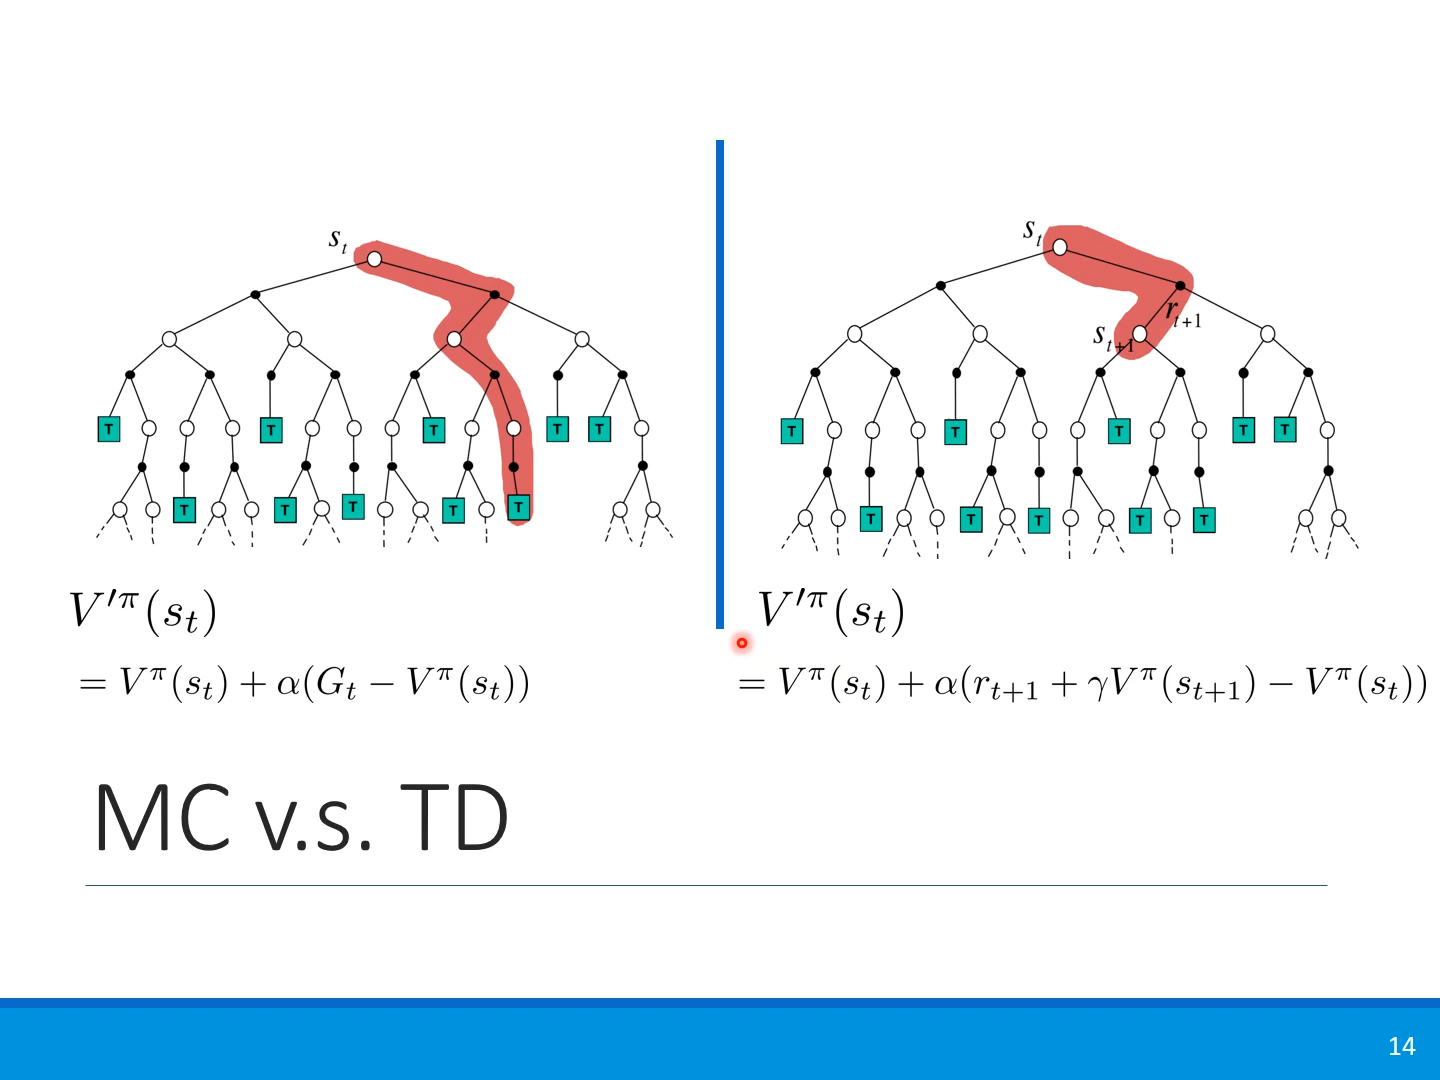 s_t
T T T T T T
T T T T T
V'^π(s_t)
= V^π(s_t) + α(G_t − V^π(s_t))
s_t
r_{t+1}
s_{t+1}
T T T T T
T T T T T
V'^π(s_t)
= V^π(s_t) + α(r_{t+1} + γV^π(s_{t+1}) − V^π(s_t))
MC v.s. TD
14